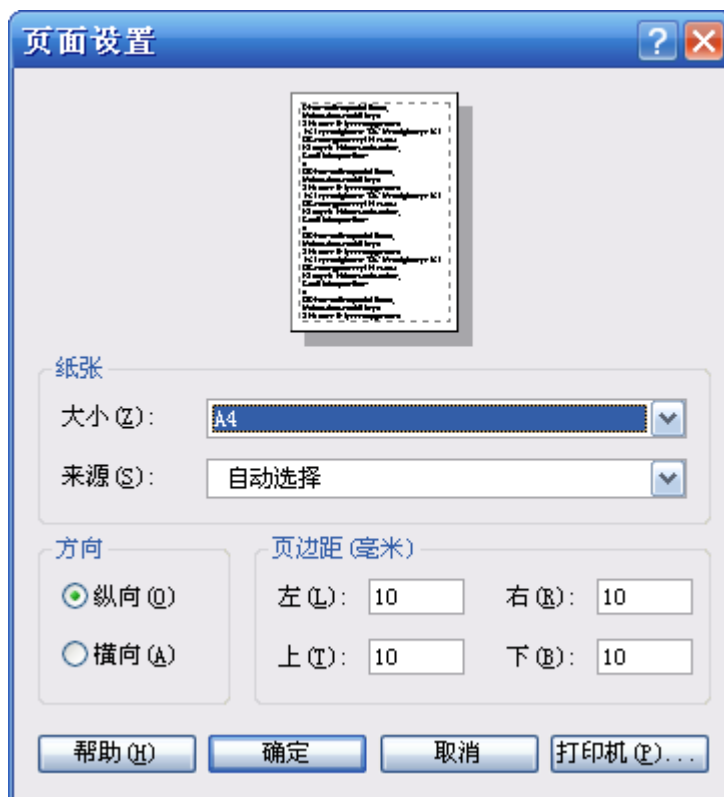 页面设置
纸张
大小(Z): A4
来源(S): 自动选择
方向 页边距(毫米)
纵向(O) 左(L): 10 右(R): 10
横向(A) 上(T): 10 下(B): 10
帮助(H) 确定 取消 打印机(P)...